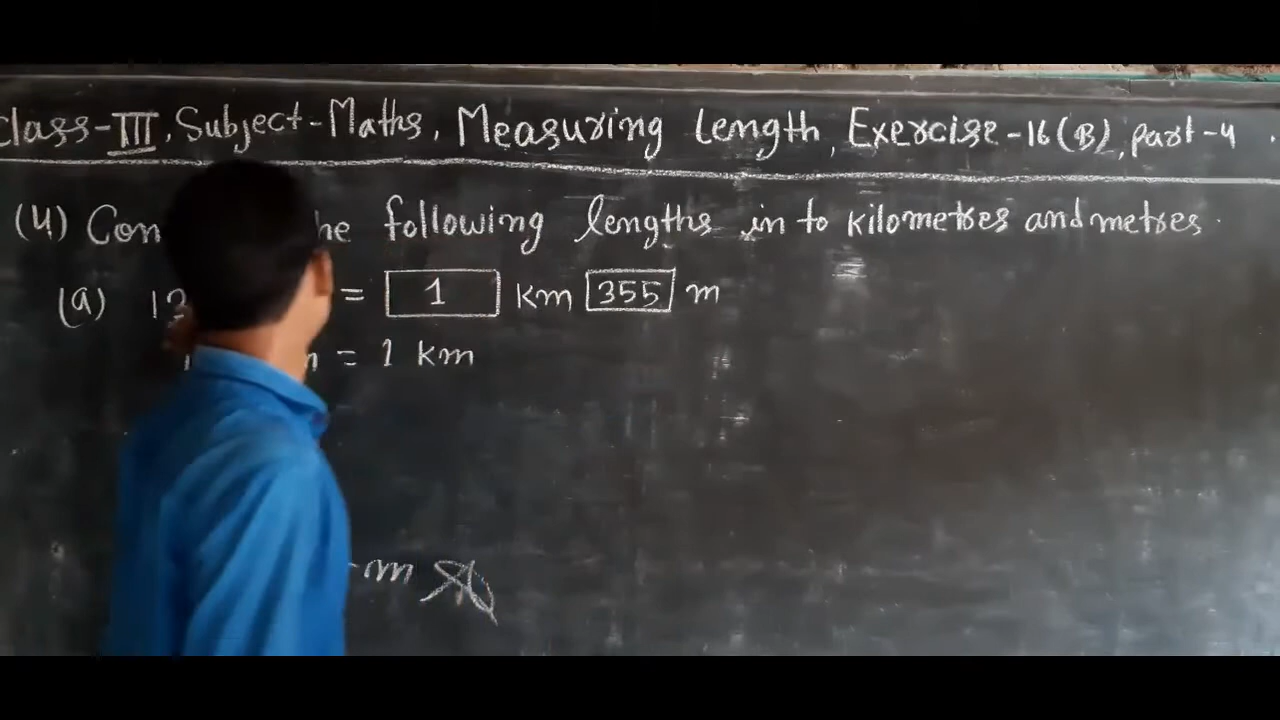 Class-III, Subject-Maths, Measuring Length, Exercise-16(B), part-4.
(4) Con he following lengths in to kilometres and metres.
(a) = 1 km 355 m
= 1 km
m